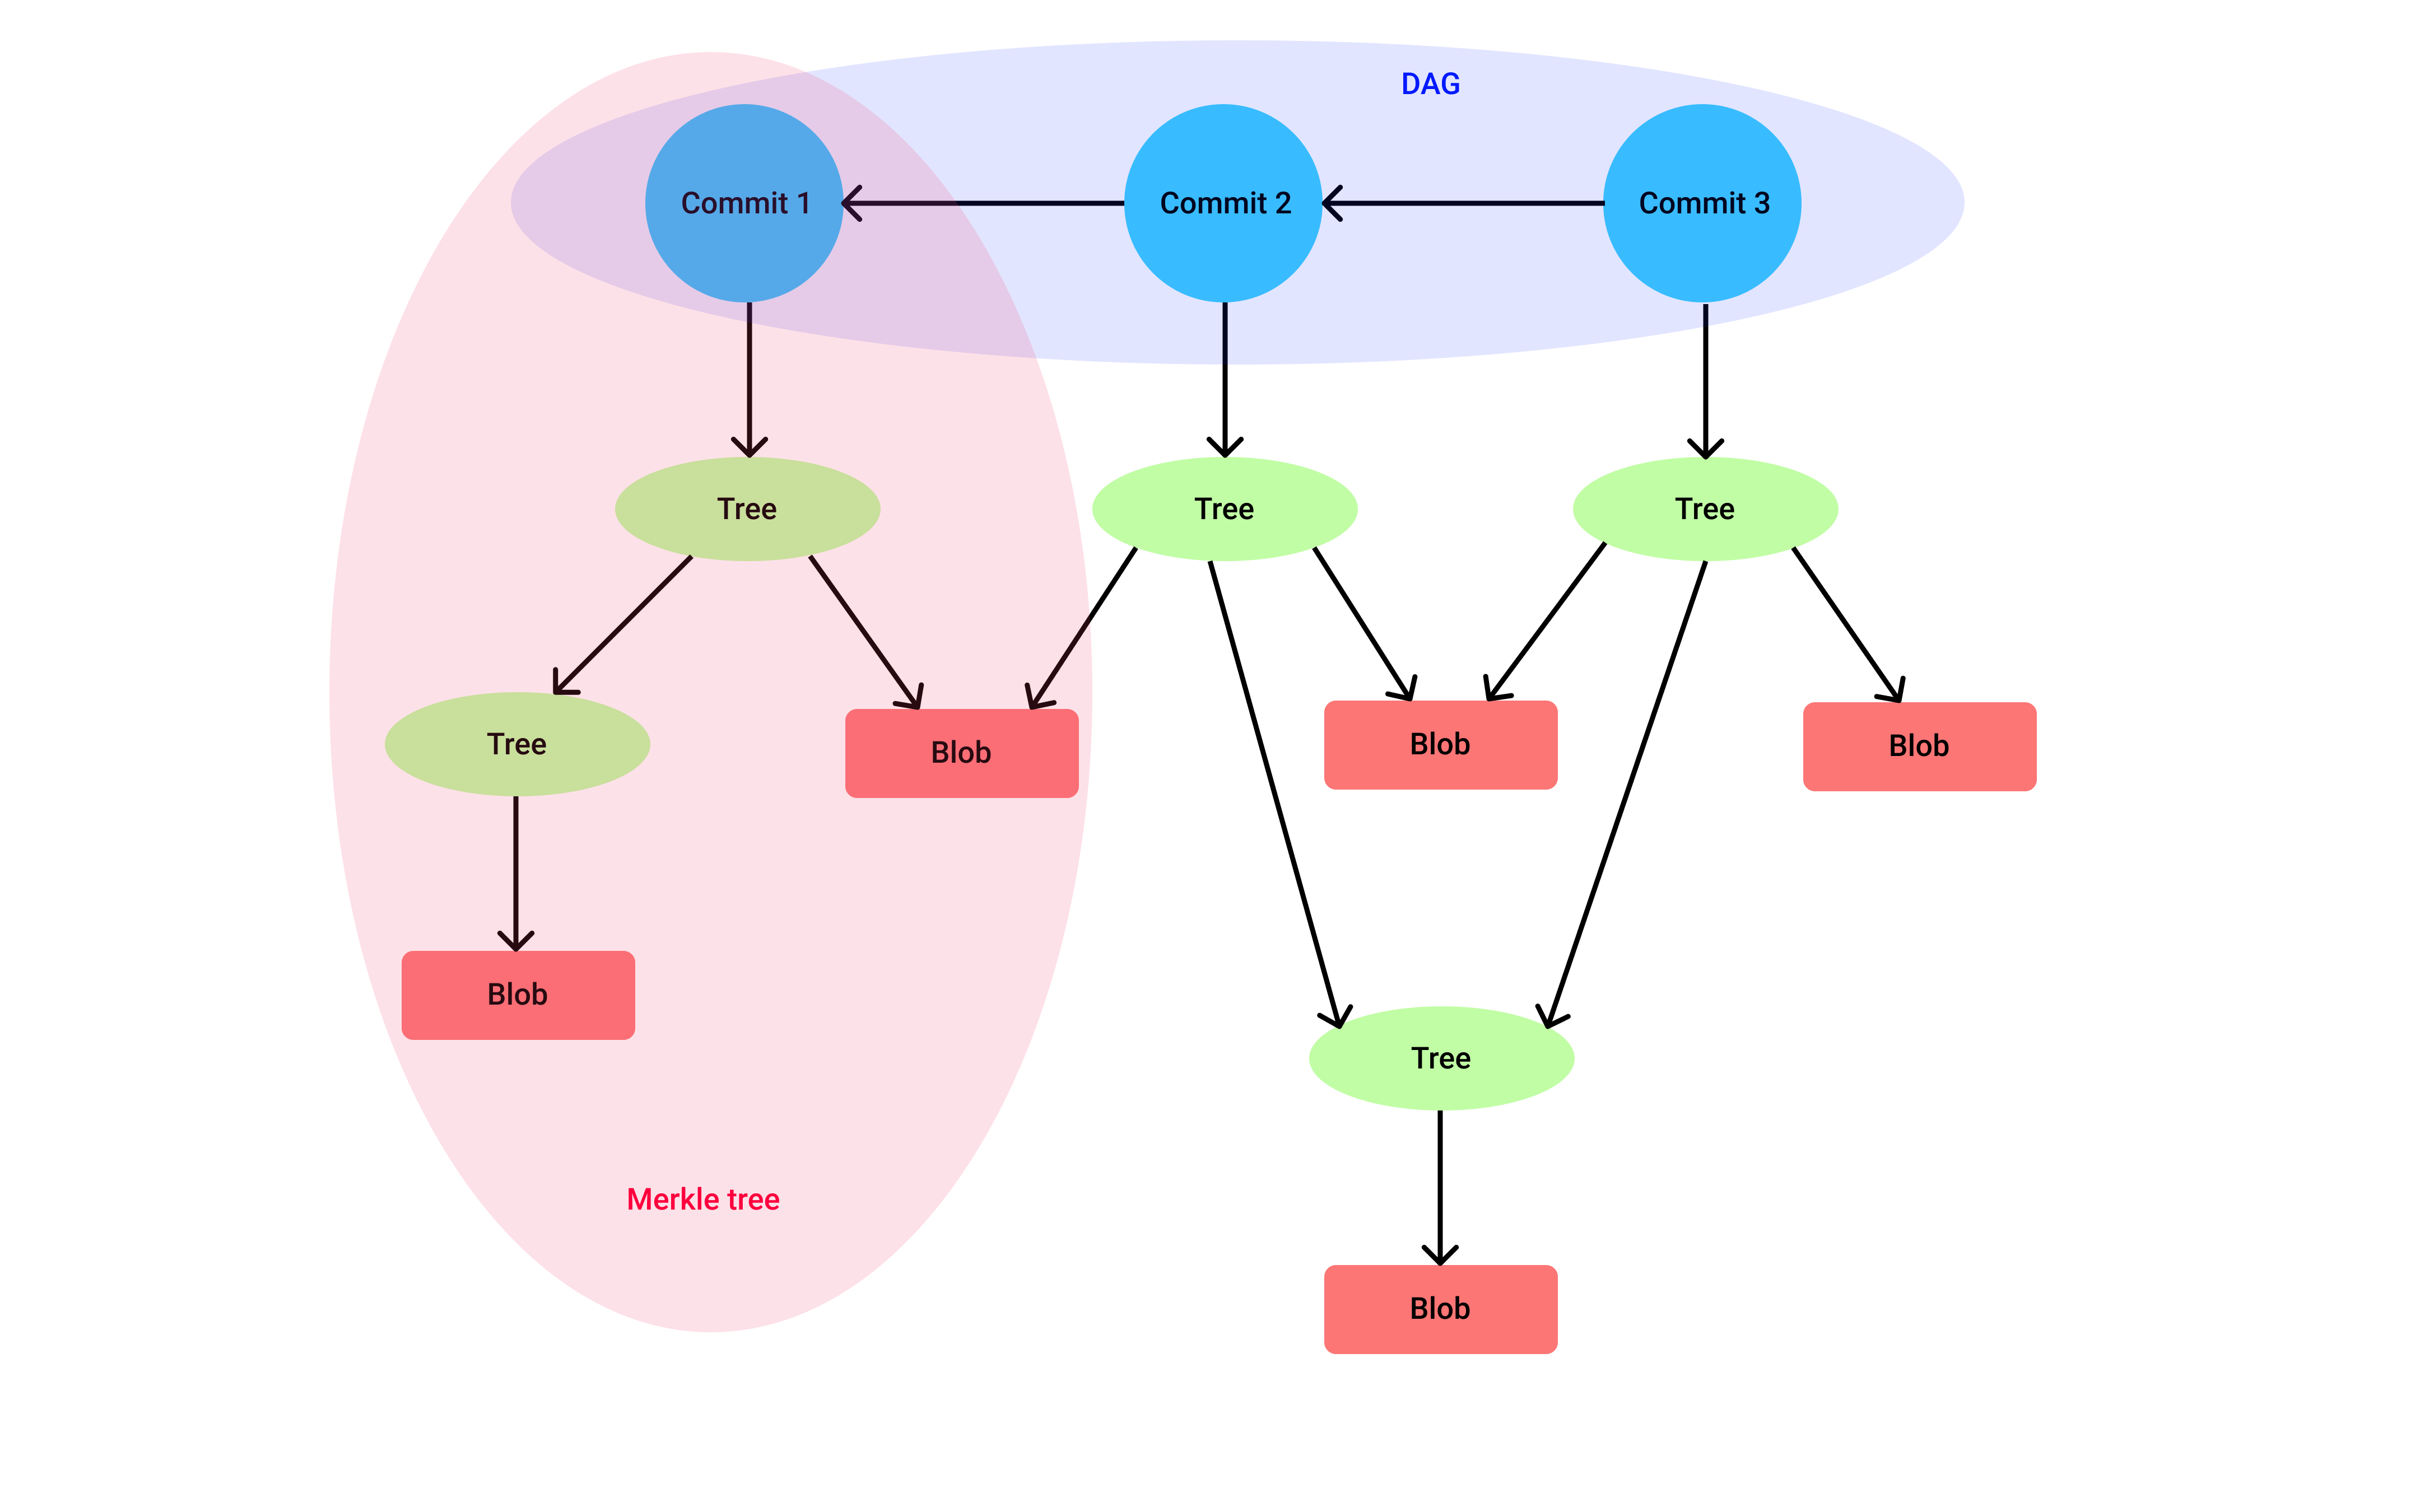 DAG
Commit 1
Commit 2
Commit 3
Tree
Tree
Tree
Tree
Blob
Blob
Blob
Blob
Tree
Merkle tree
Blob